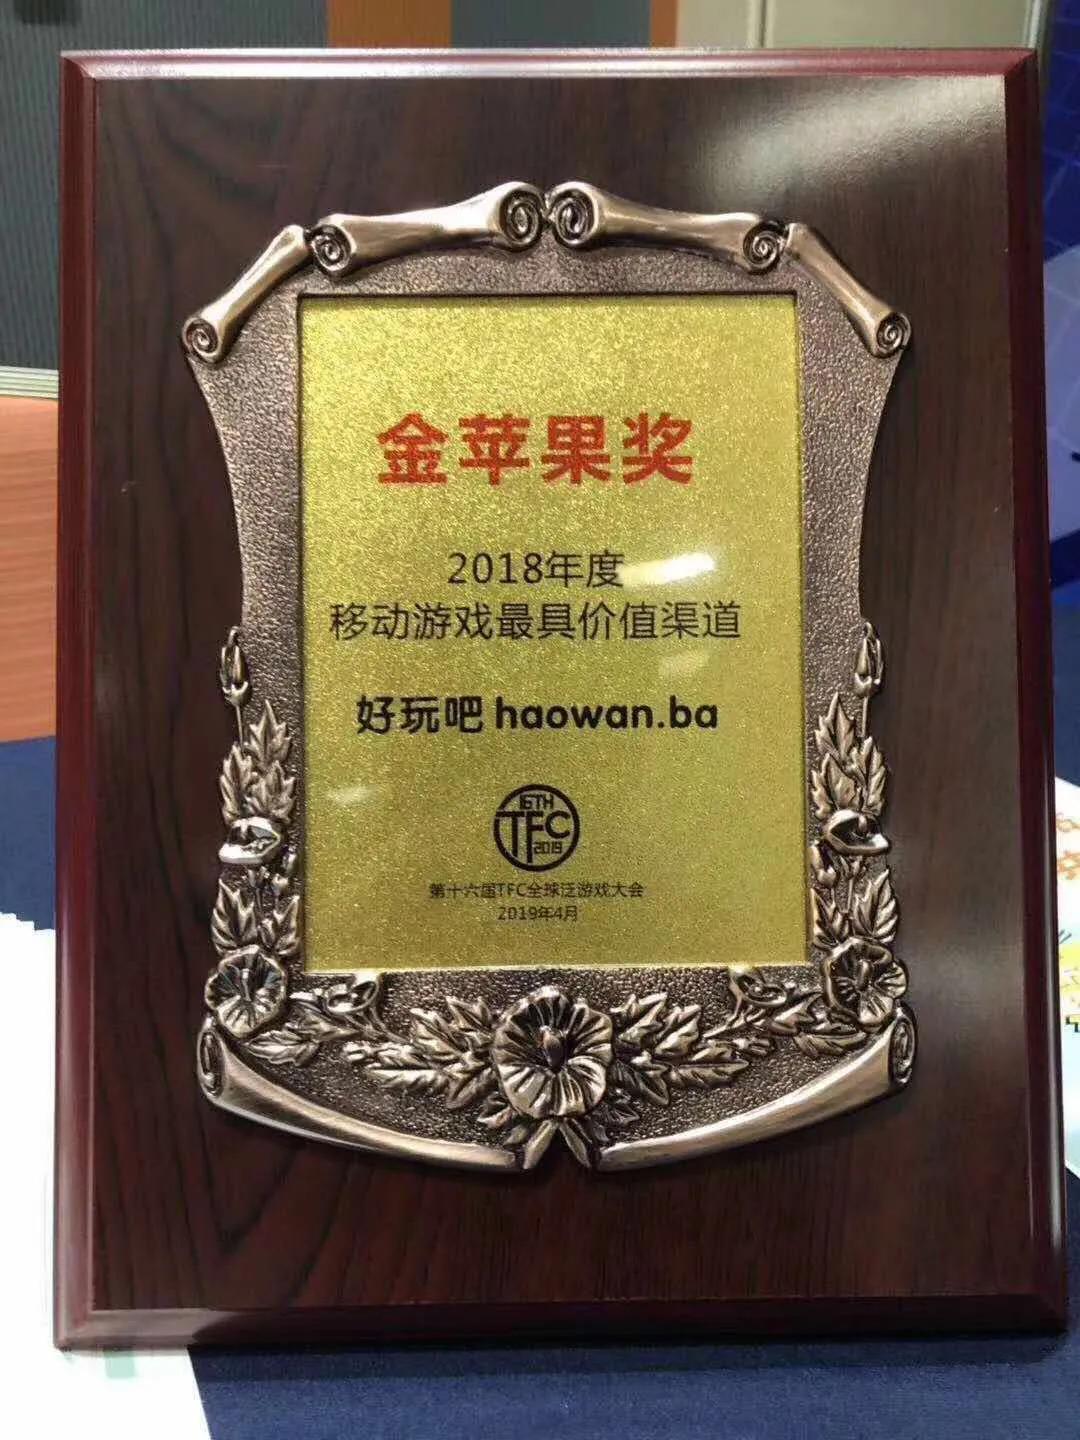 金苹果奖
2018年度
移动游戏最具价值渠道
好玩吧 haowan.ba
16TH
TFC
2019
第十六届TFC全球泛游戏大会
2019年4月